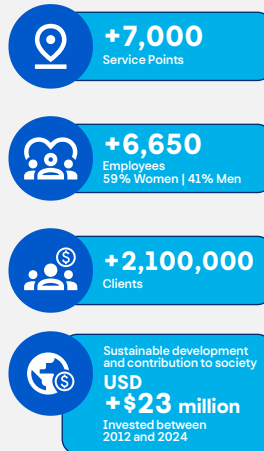 +7,000
Service Points
+6,650
Employees
59% Women | 41% Men
$
+2,100,000
Clients
Sustainable development
and contribution to society
USD
$
+$23 million
Invested between
2012 and 2024